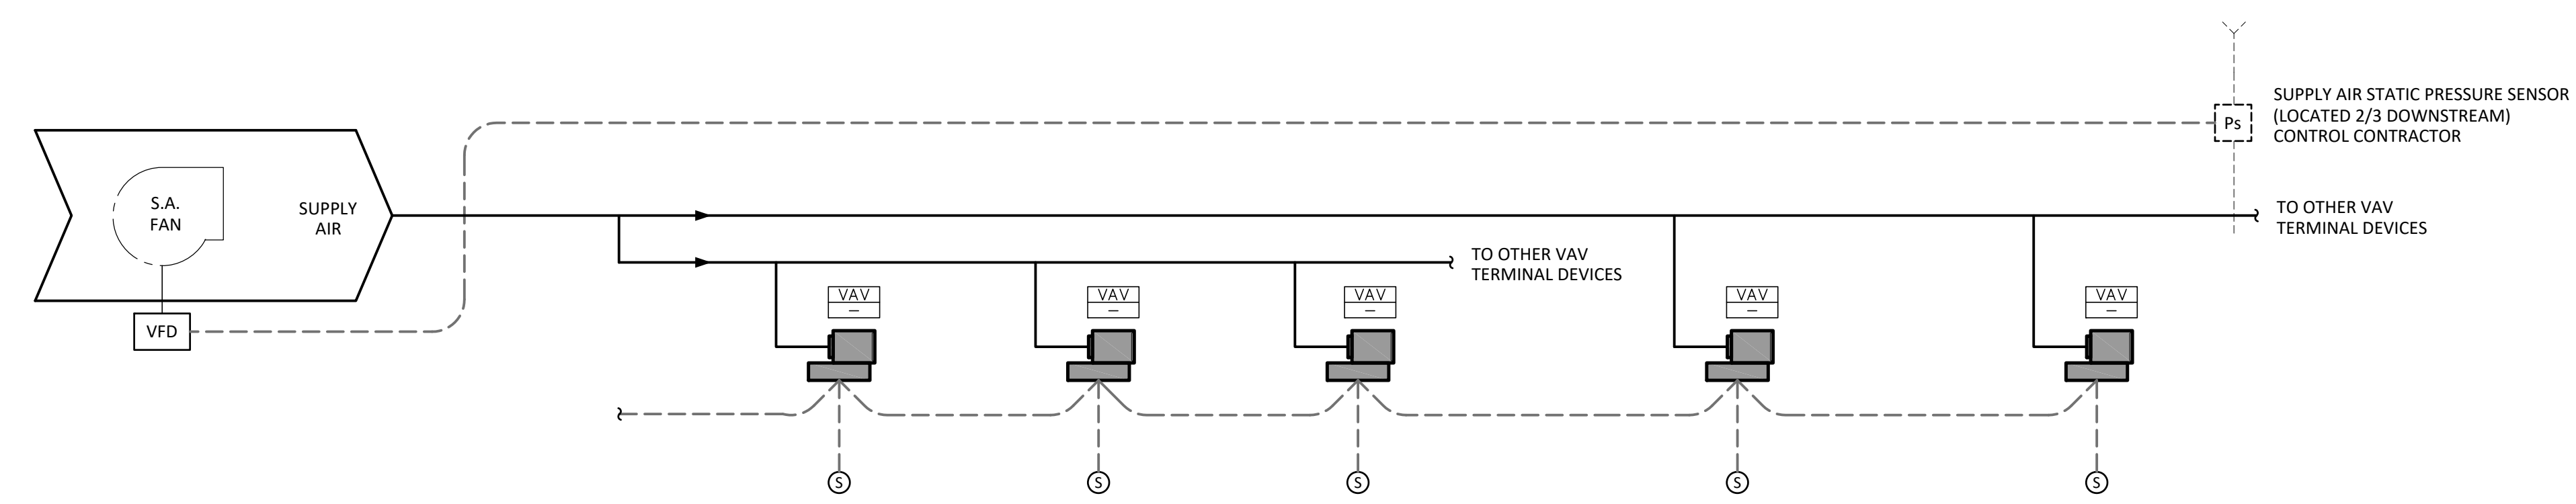 SUPPLY AIR STATIC PRESSURE SENSOR
(LOCATED 2/3 DOWNSTREAM)
CONTROL CONTRACTOR
Ps
S.A.
FAN
SUPPLY
AIR
TO OTHER VAV
TERMINAL DEVICES
TO OTHER VAV
TERMINAL DEVICES
VFD
VAV
–
VAV
–
VAV
–
VAV
–
VAV
–
S
S
S
S
S